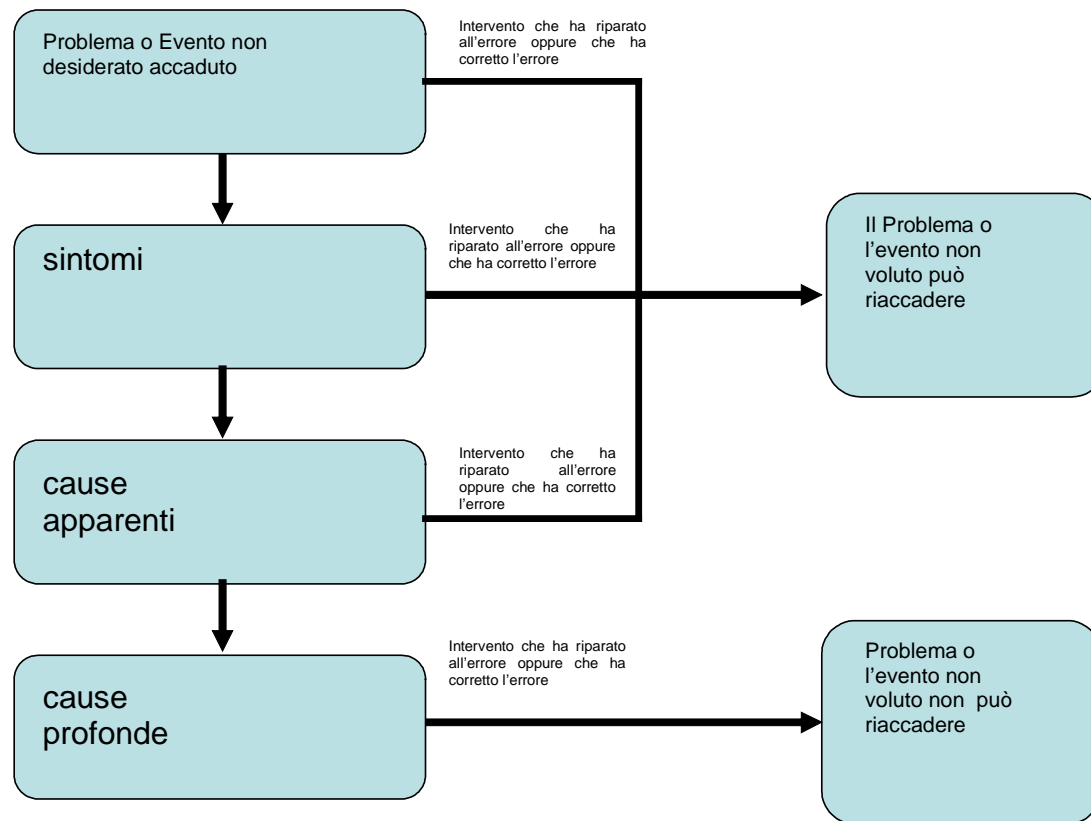 Problema o Evento non
desiderato accaduto
Intervento che ha riparato
all'errore oppure che ha
corretto l'errore
sintomi
Intervento che ha
riparato all'errore oppure
che ha corretto l'errore
Il Problema o
l'evento non
voluto può
riaccadere
cause
apparenti
Intervento che ha
riparato all'errore
oppure che ha corretto
l'errore
cause
profonde
Intervento che ha riparato
all'errore oppure che ha
corretto l'errore
Problema o
l'evento non
voluto non può
riaccadere